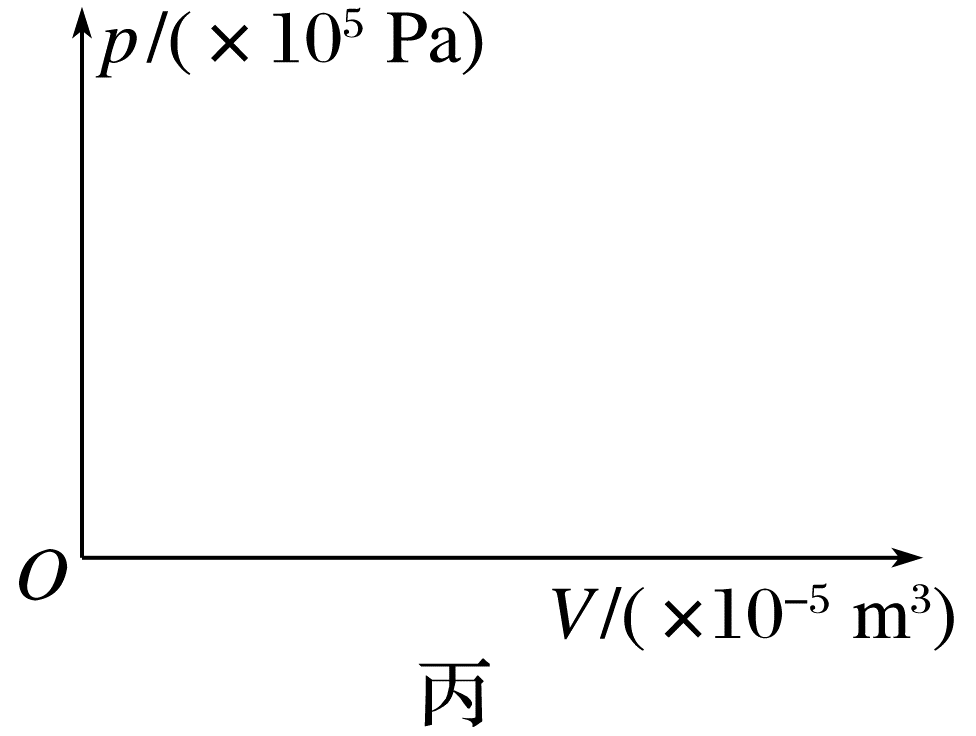 p/(×10⁵ Pa)
O
V/(×10⁻⁵ m³)
丙